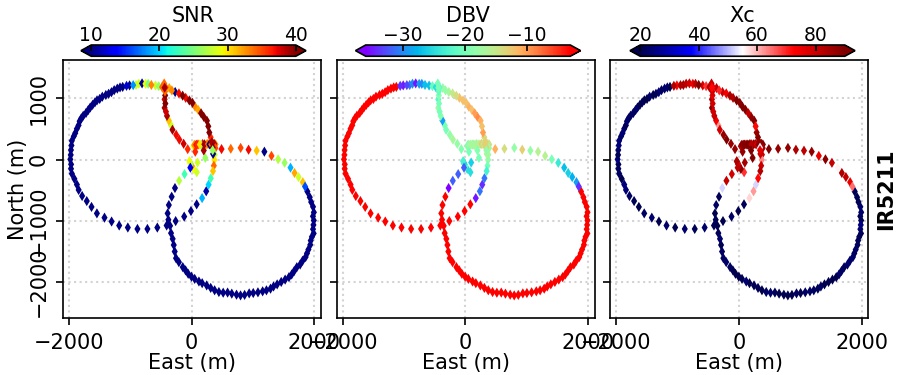 SNR DBV Xc
10 20 30 40 −30 −20 −10 20 40 60 80
1000
0
−1000
−2000
North (m)
IR5211
−2000 0 2000 −2000 0 2000 −2000 0 2000
East (m) East (m) East (m)